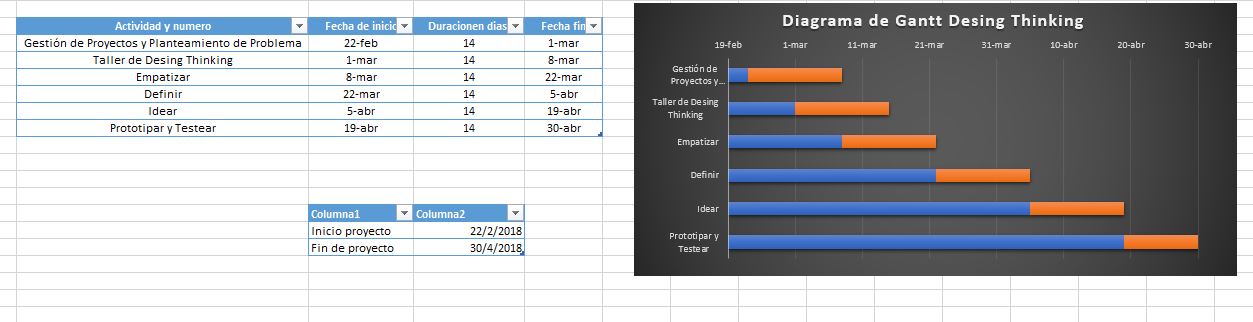 Actividad y numero Fecha de inicio Duracionen dias Fecha fin
Gestión de Proyectos y Planteamiento de Problema 22-feb 14 1-mar
Taller de Desing Thinking 1-mar 14 8-mar
Empatizar 8-mar 14 22-mar
Definir 22-mar 14 5-abr
Idear 5-abr 14 19-abr
Prototipar y Testear 19-abr 14 30-abr
Columna1 Columna2
Inicio proyecto 22/2/2018
Fin de proyecto 30/4/2018
Diagrama de Gantt Desing Thinking
19-feb 1-mar 11-mar 21-mar 31-mar 10-abr 20-abr 30-abr
Gestión de
Proyectos y...
Taller de Desing
Thinking
Empatizar
Definir
Idear
Prototipar y
Testear